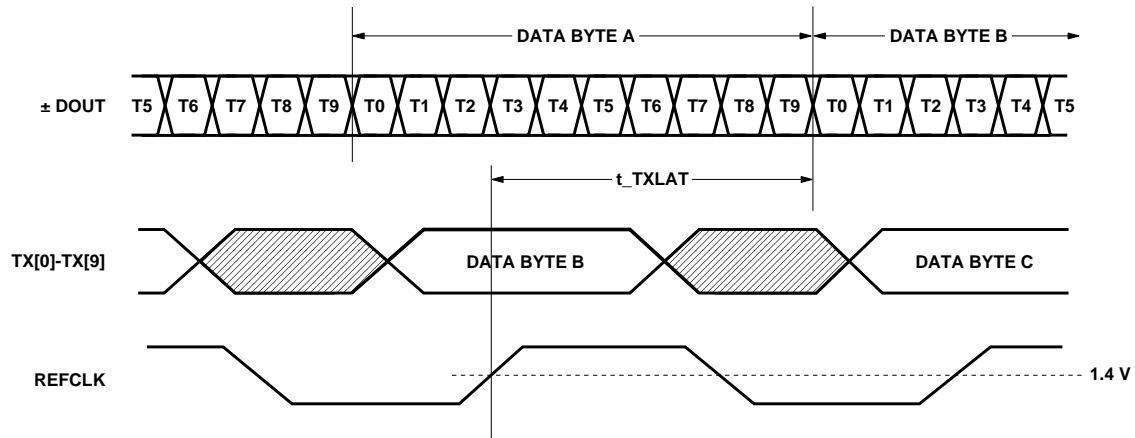 DATA BYTE A DATA BYTE B
± DOUT T5 T6 T7 T8 T9 T0 T1 T2 T3 T4 T5 T6 T7 T8 T9 T0 T1 T2 T3 T4 T5
t_TXLAT
TX[0]-TX[9] DATA BYTE B DATA BYTE C
REFCLK 1.4 V